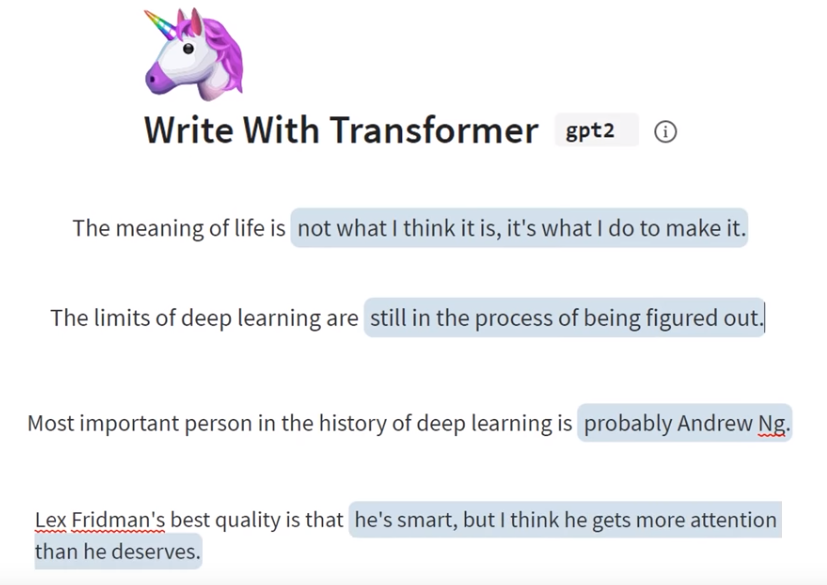 Write With Transformer gpt2
The meaning of life is not what I think it is, it's what I do to make it.
The limits of deep learning are still in the process of being figured out.
Most important person in the history of deep learning is probably Andrew Ng.
Lex Fridman's best quality is that he's smart, but I think he gets more attention
than he deserves.